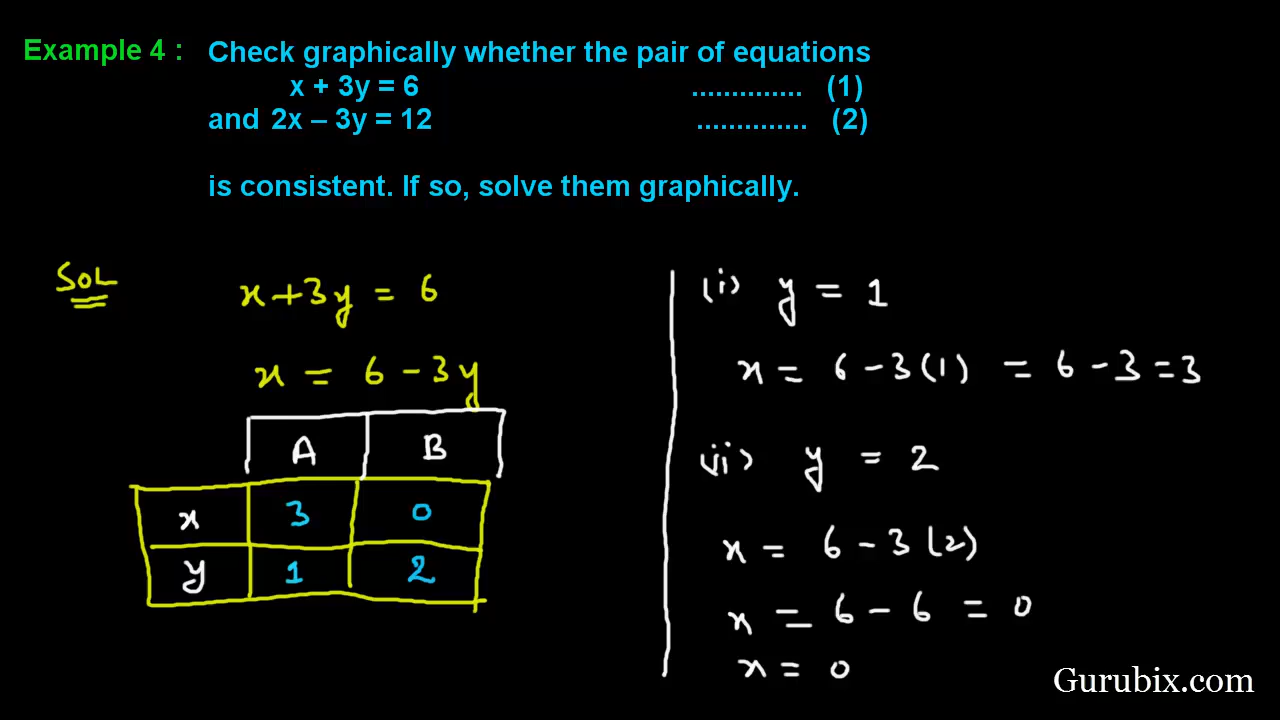 Example 4 : Check graphically whether the pair of equations
x + 3y = 6 .............. (1)
and 2x – 3y = 12 .............. (2)
is consistent. If so, solve them graphically.
SOL
x + 3y = 6
x = 6 - 3y
A B
x 3 0
y 1 2
(i) y = 1
x = 6 - 3(1) = 6 - 3 = 3
(ii) y = 2
x = 6 - 3(2)
x = 6 - 6 = 0
x = 0
Gurubix.com